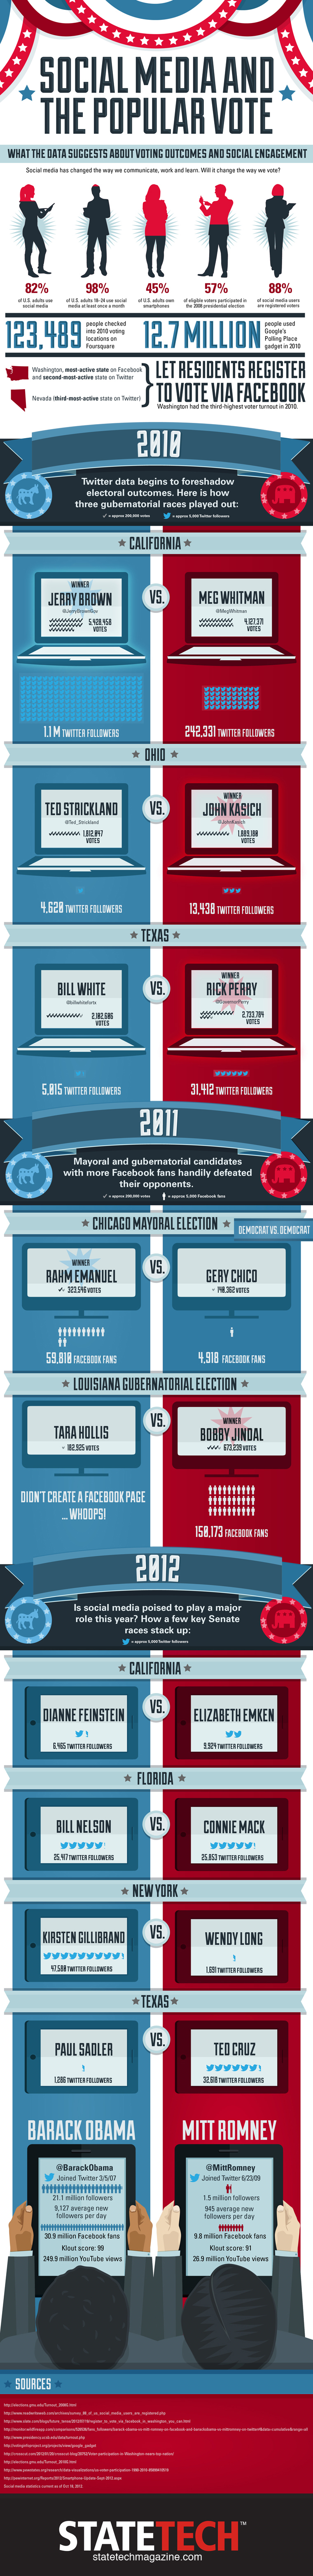 SOCIAL MEDIA AND
THE POPULAR VOTE
WHAT THE DATA SUGGESTS ABOUT VOTING OUTCOMES AND SOCIAL ENGAGEMENT
Social media has changed the way we communicate, work and learn. Will it change the way we vote?
82%
of U.S. adults use
social media
98%
of U.S. adults 18–24 use social
media at least once a month
45%
of U.S. adults own
smartphones
57%
of eligible voters participated in
the 2008 presidential election
88%
of social media users
are registered voters
123,489
people checked
into 2010 voting
locations on
Foursquare
12.7 MILLION
people used
Google's
Polling Place
gadget in 2010
Washington, most-active state on Facebook
and second-most-active state on Twitter
Nevada (third-most-active state on Twitter)
LET RESIDENTS REGISTER
TO VOTE VIA FACEBOOK
Washington had the third-highest voter turnout in 2010.
2010
Twitter data begins to foreshadow
electoral outcomes. Here is how
three gubernatorial races played out:
✓ = approx 200,000 votes
= approx 5,000 Twitter followers
CALIFORNIA
WINNER
JERRY BROWN
@JerryBrownGov
5,428,458
VOTES
1.1 M TWITTER FOLLOWERS
VS.
MEG WHITMAN
@MegWhitman
4,127,371
VOTES
242,331 TWITTER FOLLOWERS
OHIO
TED STRICKLAND
@Ted_Strickland
1,812,047
VOTES
4,620 TWITTER FOLLOWERS
VS.
WINNER
JOHN KASICH
@JohnKasich
1,889,180
VOTES
13,438 TWITTER FOLLOWERS
TEXAS
BILL WHITE
@billwhitefortx
2,102,606
VOTES
5,815 TWITTER FOLLOWERS
VS.
WINNER
RICK PERRY
@GovernorPerry
2,733,784
VOTES
31,412 TWITTER FOLLOWERS
2011
Mayoral and gubernatorial candidates
with more Facebook fans handily defeated
their opponents.
✓ = approx 200,000 votes
= approx 5,000 Facebook fans
CHICAGO MAYORAL ELECTION
DEMOCRAT VS. DEMOCRAT
WINNER
RAHM EMANUEL
323,546 VOTES
59,810 FACEBOOK FANS
VS.
GERY CHICO
140,362 VOTES
4,918 FACEBOOK FANS
LOUISIANA GUBERNATORIAL ELECTION
TARA HOLLIS
182,925 VOTES
DIDN'T CREATE A FACEBOOK PAGE
... WHOOPS!
VS.
WINNER
BOBBY JINDAL
673,239 VOTES
150,173 FACEBOOK FANS
2012
Is social media poised to play a major
role this year? How a few key Senate
races stack up:
= approx 5,000 Twitter followers
CALIFORNIA
DIANNE FEINSTEIN
6,465 TWITTER FOLLOWERS
VS.
ELIZABETH EMKEN
9,924 TWITTER FOLLOWERS
FLORIDA
BILL NELSON
25,417 TWITTER FOLLOWERS
VS.
CONNIE MACK
25,853 TWITTER FOLLOWERS
NEW YORK
KIRSTEN GILLIBRAND
47,508 TWITTER FOLLOWERS
VS.
WENDY LONG
1,691 TWITTER FOLLOWERS
TEXAS
PAUL SADLER
1,286 TWITTER FOLLOWERS
VS.
TED CRUZ
32,610 TWITTER FOLLOWERS
BARACK OBAMA
@BarackObama
Joined Twitter 3/5/07
21.1 million followers
9,127 average new
followers per day
30.9 million Facebook fans
Klout score: 99
249.9 million YouTube views
MITT ROMNEY
@MittRomney
Joined Twitter 6/23/09
1.5 million followers
945 average new
followers per day
9.8 million Facebook fans
Klout score: 91
26.9 million YouTube views
SOURCES
Social media statistics current as of Oct 16, 2012
STATETECH™
statetechmagazine.com